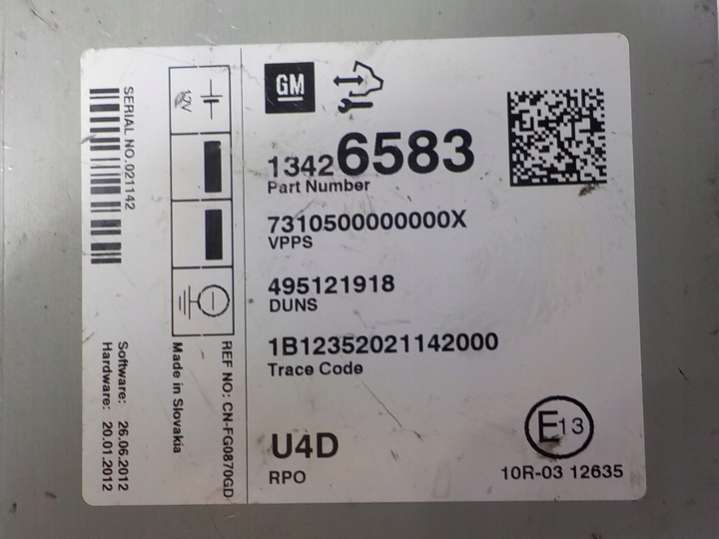 GM
13426583
Part Number
7310500000000X
VPPS
495121918
DUNS
1B12352021142000
Trace Code
U4D
RPO
E13
10R-03 12635
12V
SERIAL NO.021142
REF NO: CN-FG0870GD
Made in Slovakia
Software: 26.06.2012
Hardware: 20.01.2012